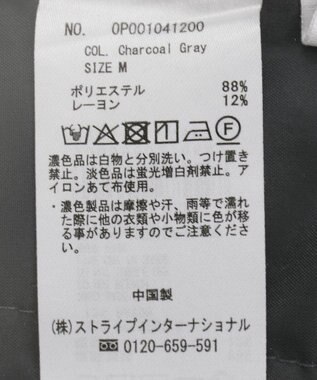 NO. OP001041200
COL. Charcoal Gray
SIZE M
ポリエステル 88%
レーヨン 12%
濃色品は白物と分別洗い。つけ置き
禁止。淡色品は蛍光増白剤禁止。ア
イロンあて布使用。
・濃色製品は摩擦や汗、雨等で濡れ
た際に他の衣類や小物類に色が移
る事がありますのでご注意くださ
い。
中国製
(株)ストライプインターナショナル
☎ 0120-659-591